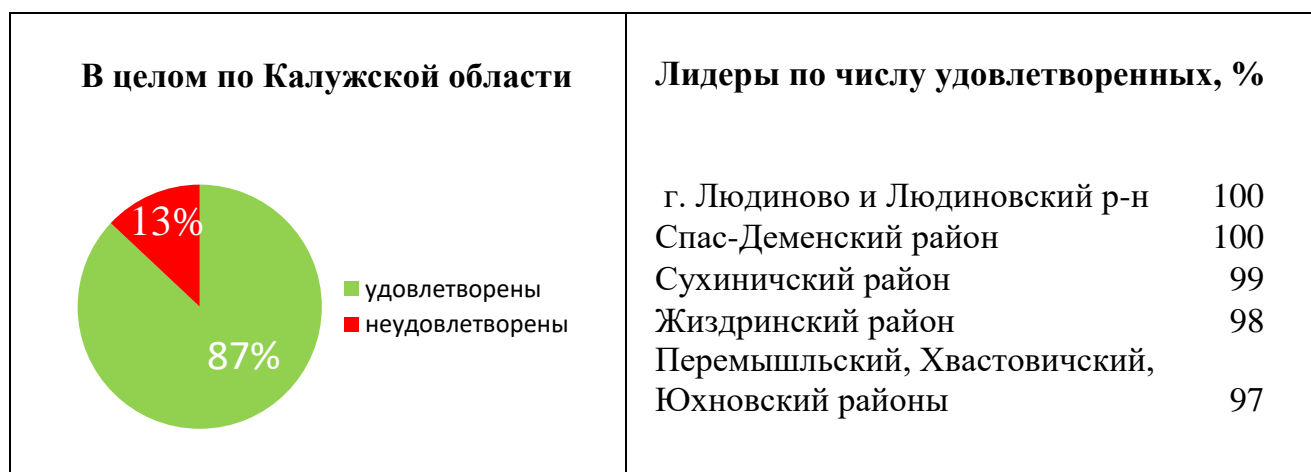 В целом по Калужской области
13%
87%
удовлетворены
неудовлетворены
Лидеры по числу удовлетворенных, %
г. Людиново и Людиновский р-н 100
Спас-Деменский район 100
Сухиничский район 99
Жиздринский район 98
Перемышльский, Хвастовичский,
Юхновский районы 97